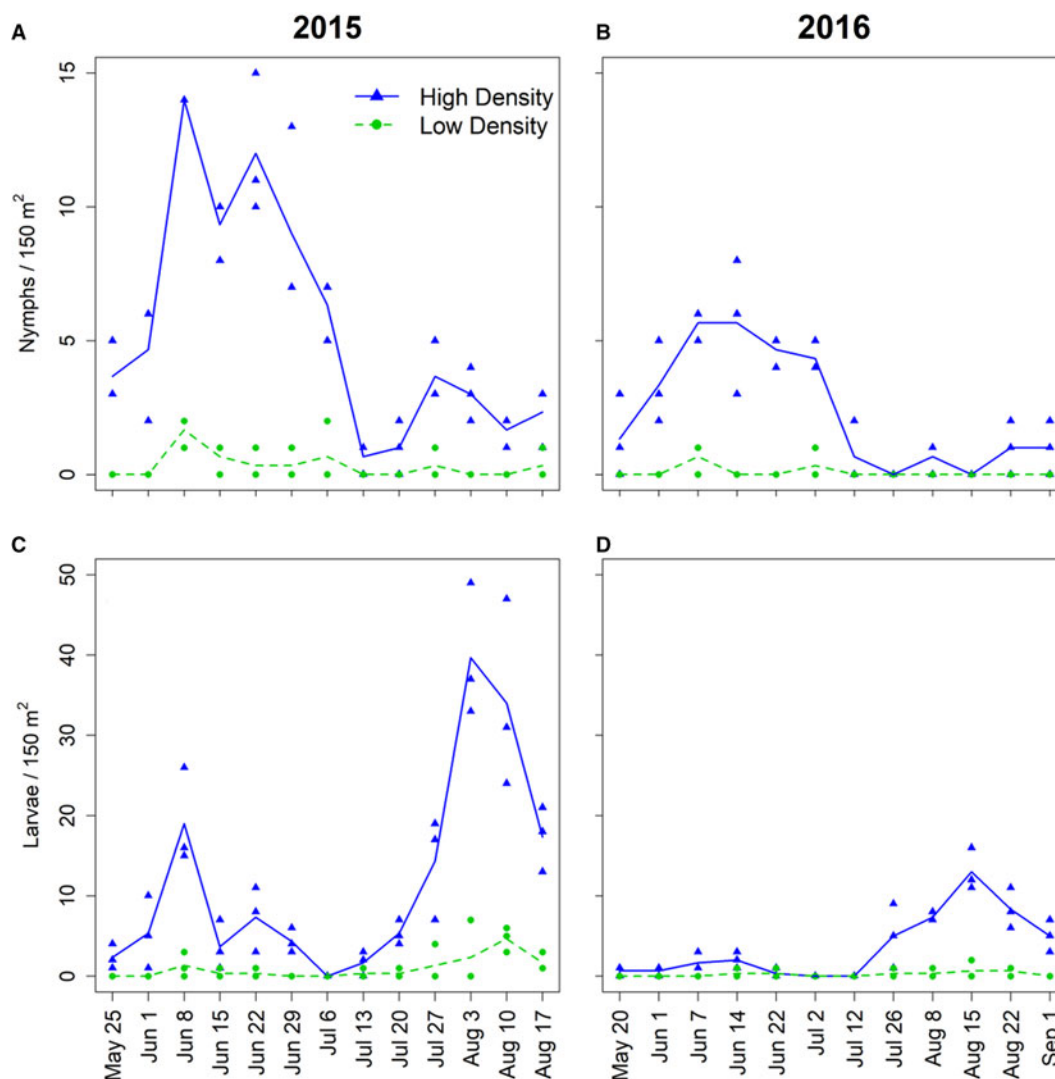 A
2015
B
2016
15
10
5
0
Nymphs / 150 m²
High Density
Low Density
C
D
50
40
30
20
10
0
Larvae / 150 m²
May 25
Jun 1
Jun 8
Jun 15
Jun 22
Jun 29
Jul 6
Jul 13
Jul 20
Jul 27
Aug 3
Aug 10
Aug 17
May 20
Jun 1
Jun 7
Jun 14
Jun 22
Jul 2
Jul 12
Jul 26
Aug 8
Aug 15
Aug 22
Sep 1